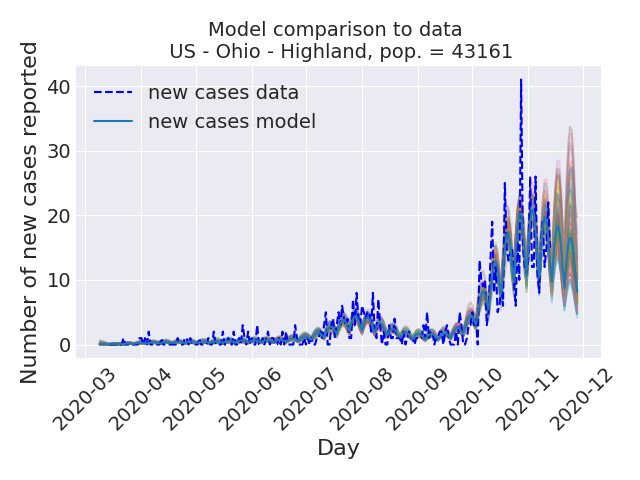 Model comparison to data
US - Ohio - Highland, pop. = 43161
Number of new cases reported
40
30
20
10
0
new cases data
new cases model
2020-03
2020-04
2020-05
2020-06
2020-07
2020-08
2020-09
2020-10
2020-11
2020-12
Day